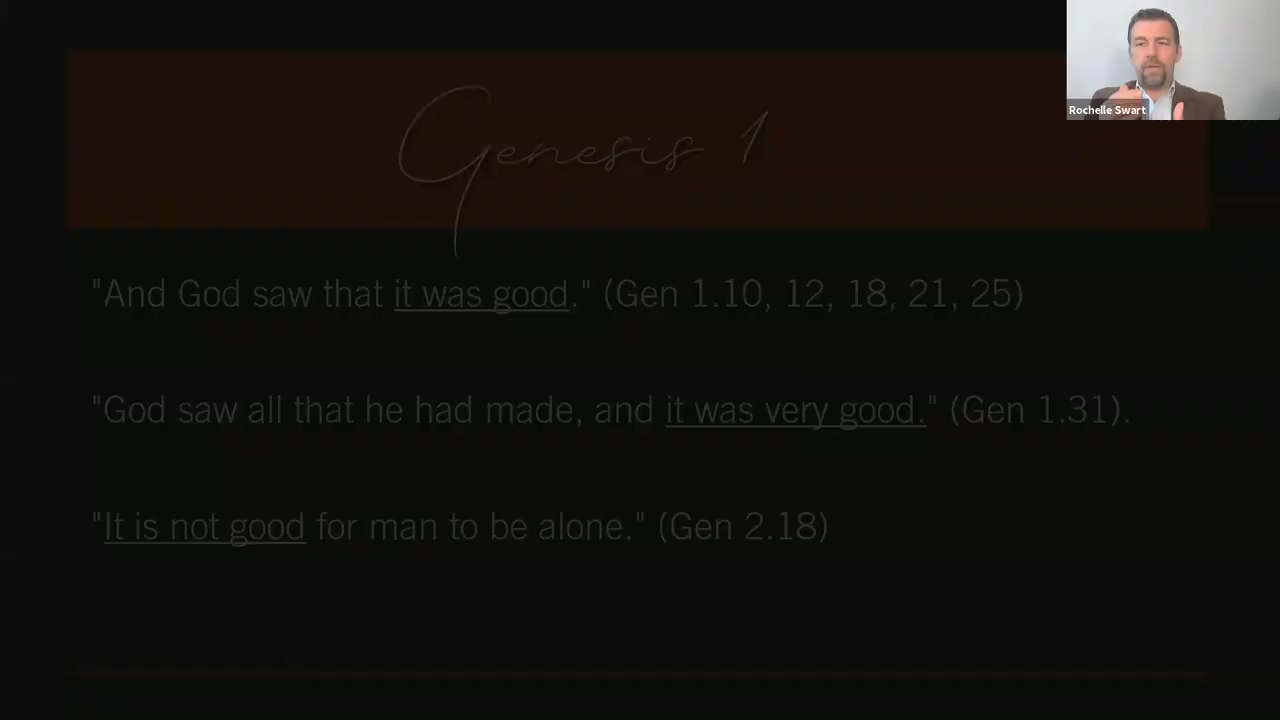 Genesis 1
Rochelle Swart
"And God saw that it was good." (Gen 1.10, 12, 18, 21, 25)
"God saw all that he had made, and it was very good." (Gen 1.31).
"It is not good for man to be alone." (Gen 2.18)